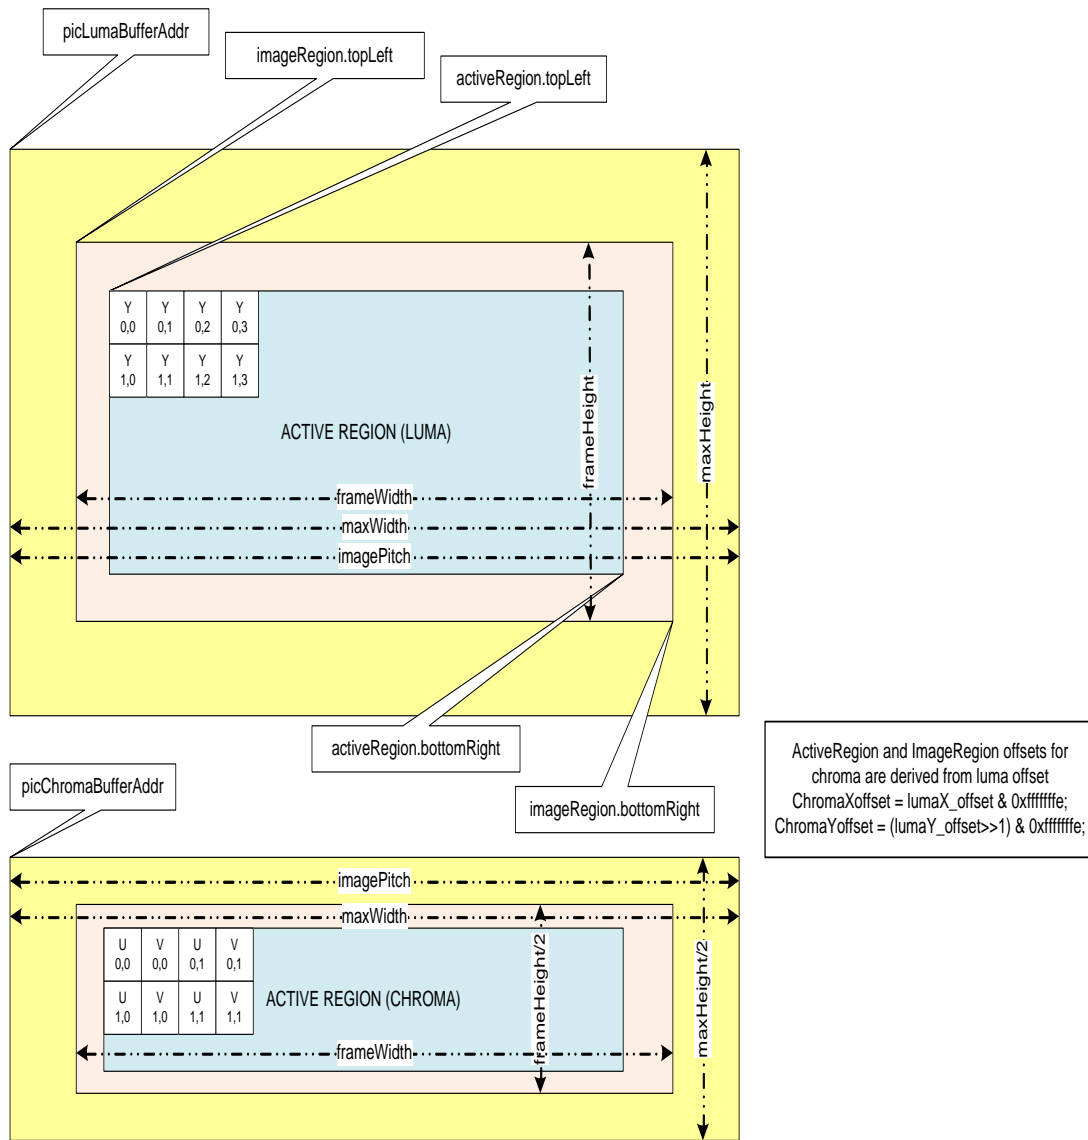 picLumaBufferAddr
imageRegion.topLeft
activeRegion.topLeft
Y Y Y Y
0,0 0,1 0,2 0,3
Y Y Y Y
1,0 1,1 1,2 1,3
ACTIVE REGION (LUMA)
frameHeight
maxHeight
frameWidth
maxWidth
imagePitch
activeRegion.bottomRight
imageRegion.bottomRight
ActiveRegion and ImageRegion offsets for
chroma are derived from luma offset
ChromaXoffset = lumaX_offset & 0xfffffffe;
ChromaYoffset = (lumaY_offset>>1) & 0xfffffffe;
picChromaBufferAddr
imagePitch
maxWidth
U V U V
0,0 0,0 0,1 0,1
U V U V
1,0 1,0 1,1 1,1
ACTIVE REGION (CHROMA)
frameHeight/2
maxHeight/2
frameWidth